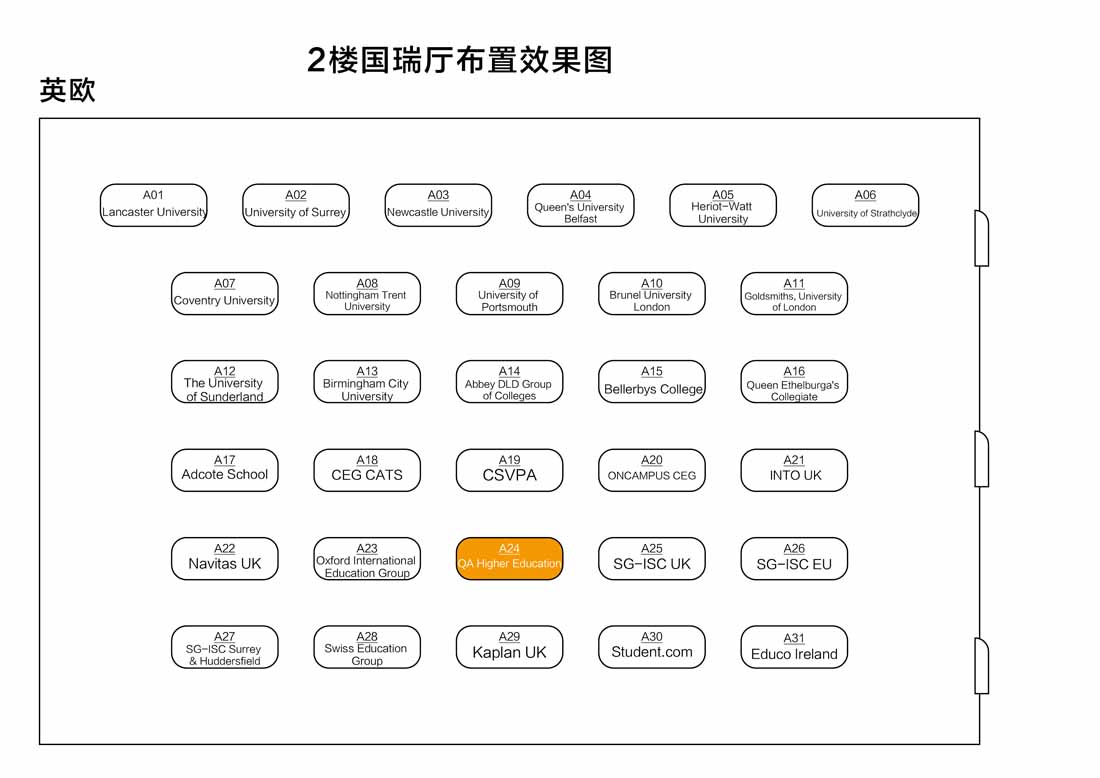 2楼国瑞厅布置效果图
英欧
A01
Lancaster University
A02
University of Surrey
A03
Newcastle University
A04
Queen's University
Belfast
A05
Heriot-Watt
University
A06
University of Strathclyde
A07
Coventry University
A08
Nottingham Trent
University
A09
University of
Portsmouth
A10
Brunel University
London
A11
Goldsmiths, University
of London
A12
The University
of Sunderland
A13
Birmingham City
University
A14
Abbey DLD Group
of Colleges
A15
Bellerbys College
A16
Queen Ethelburga's
Collegiate
A17
Adcote School
A18
CEG CATS
A19
CSVPA
A20
ONCAMPUS CEG
A21
INTO UK
A22
Navitas UK
A23
Oxford International
Education Group
A24
QA Higher Education
A25
SG-ISC UK
A26
SG-ISC EU
A27
SG-ISC Surrey
& Huddersfield
A28
Swiss Education
Group
A29
Kaplan UK
A30
Student.com
A31
Educo Ireland